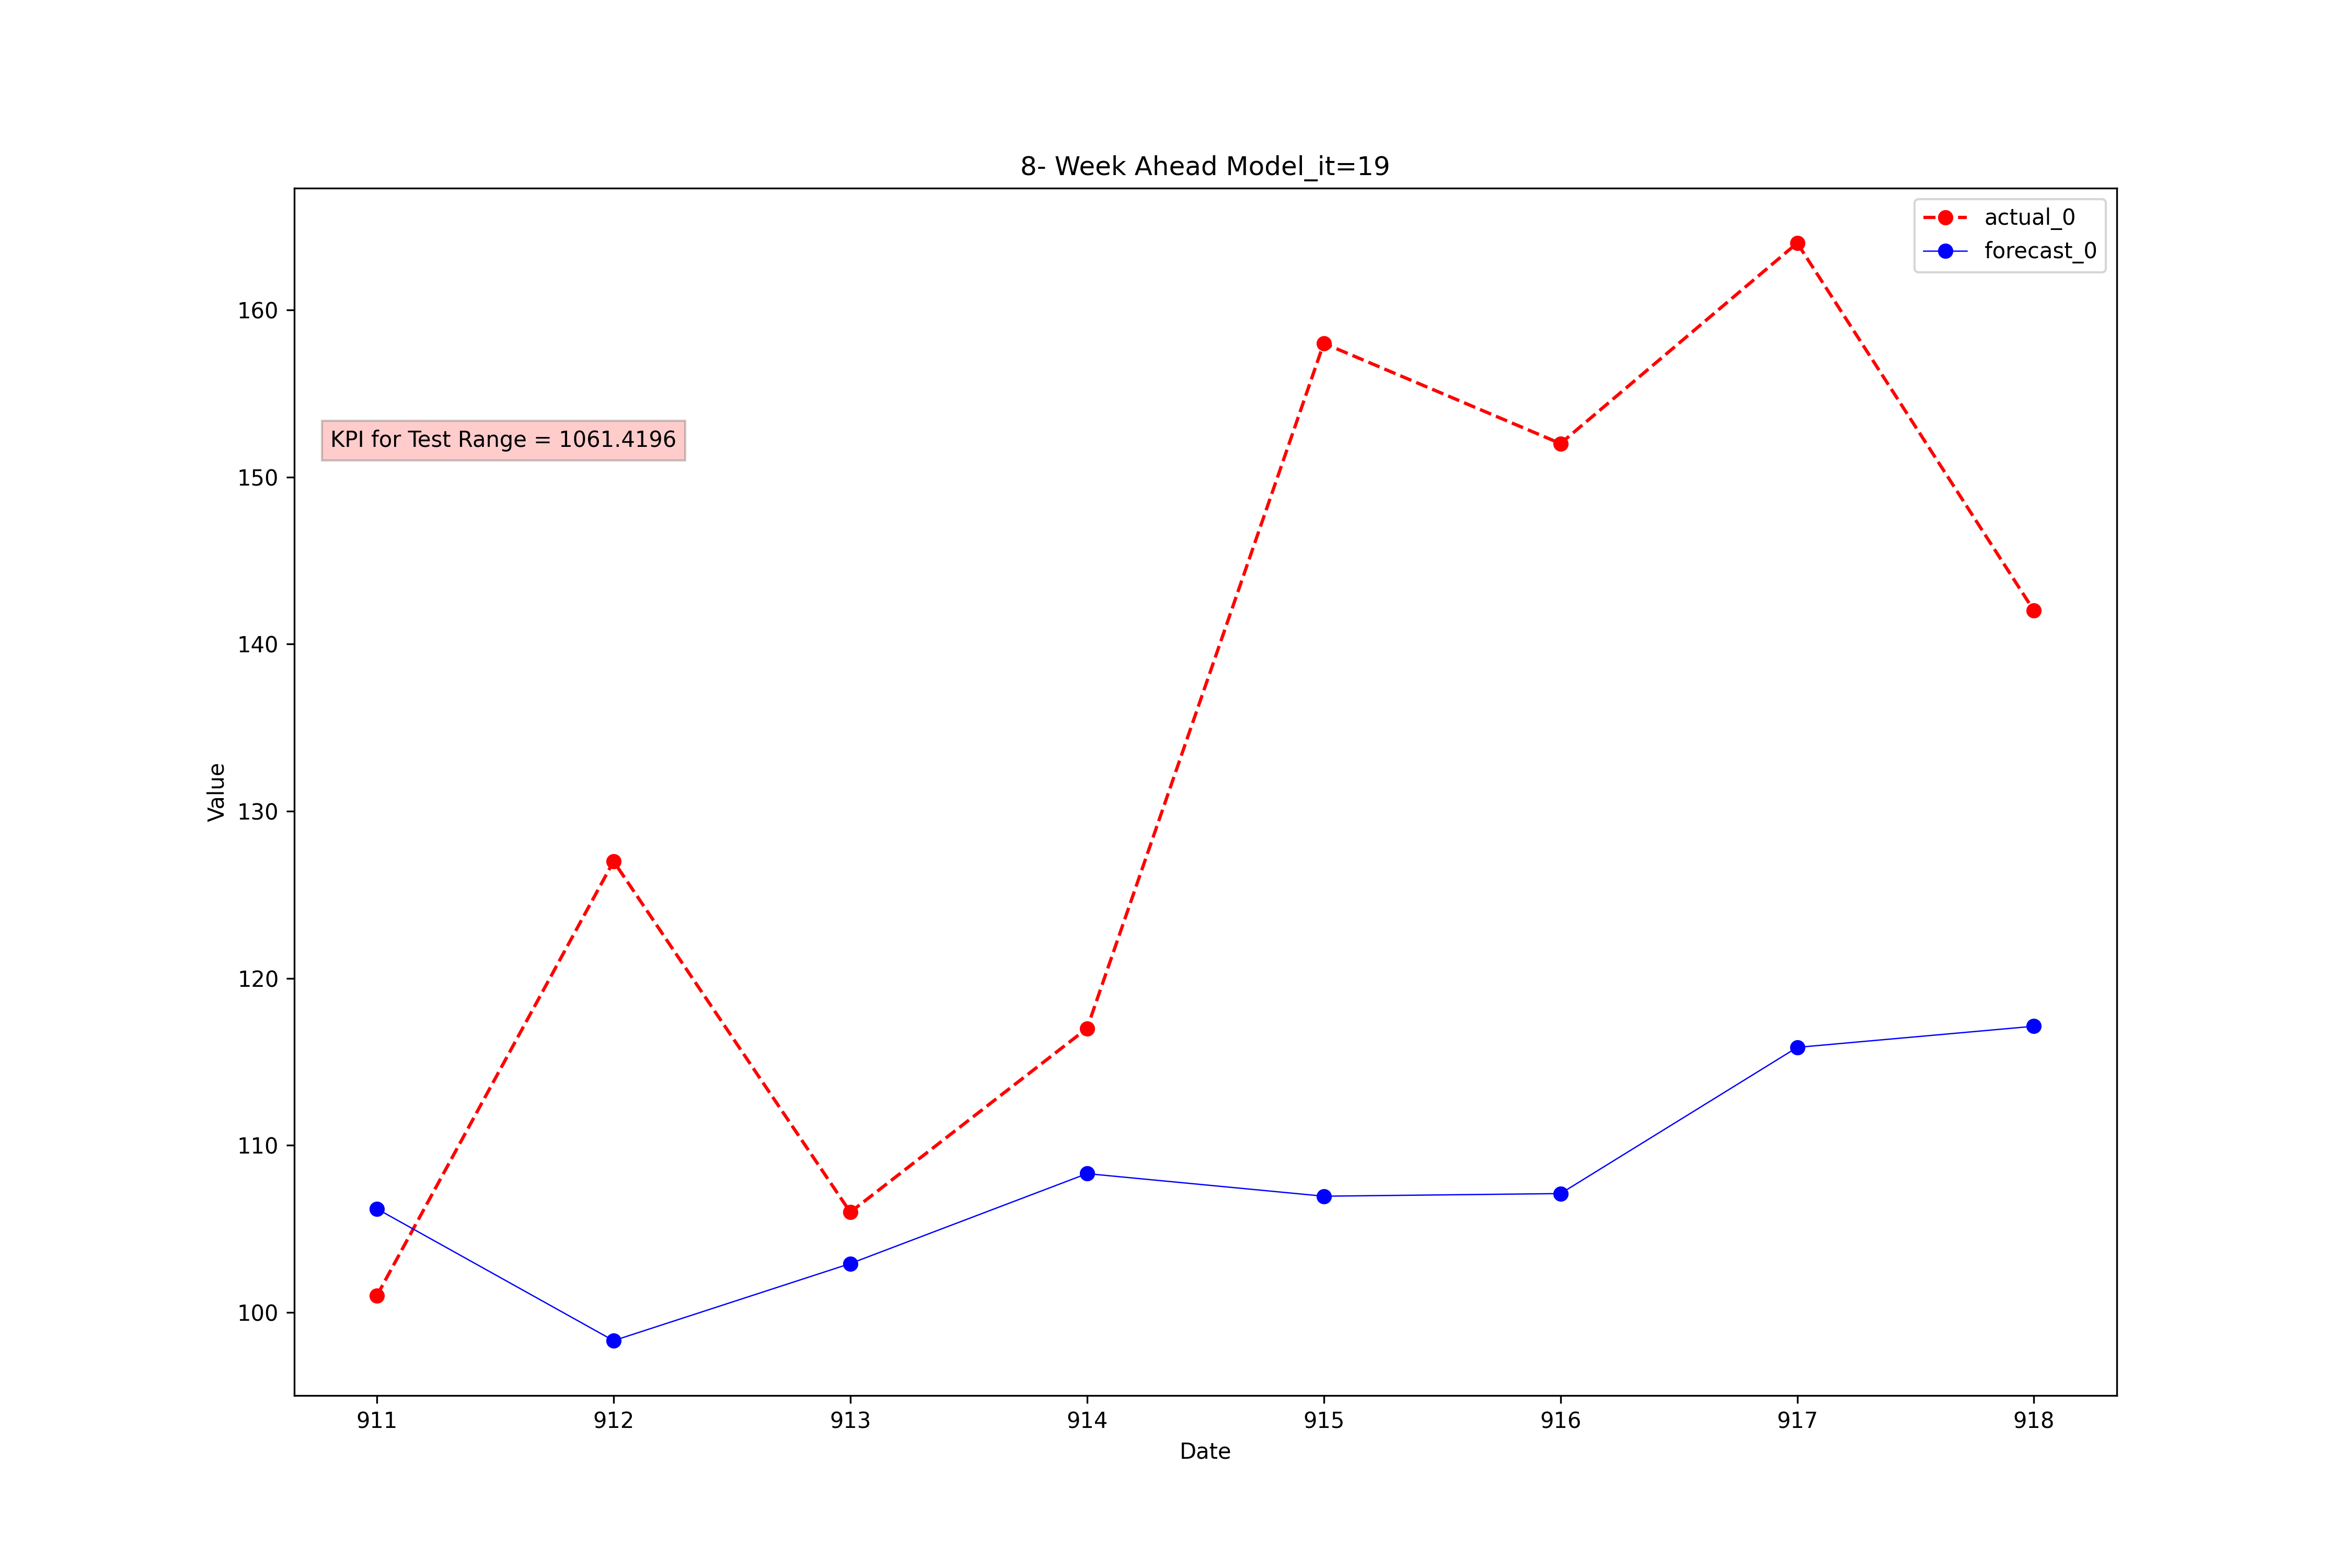 8- Week Ahead Model_it=19
actual_0
forecast_0
KPI for Test Range = 1061.4196
160
150
140
130
120
110
100
Value
911 912 913 914 915 916 917 918
Date